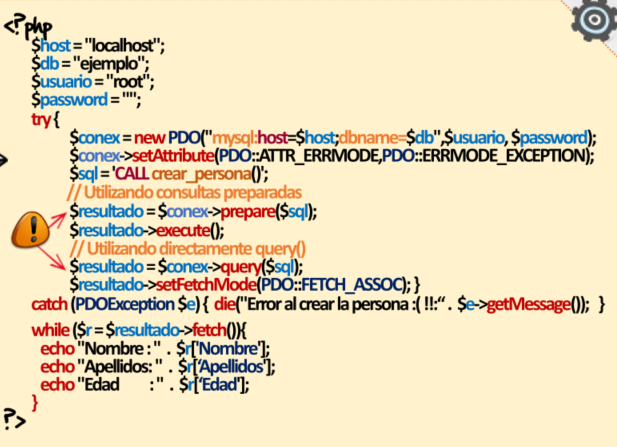 <?php
$host = "localhost";
$db = "ejemplo";
$usuario = "root";
$password = "";
try {
$conex = new PDO("mysql:host=$host;dbname=$db",$usuario, $password);
$conex->setAttribute(PDO::ATTR_ERRMODE,PDO::ERRMODE_EXCEPTION);
$sql = 'CALL crear_persona()';
// Utilizando consultas preparadas
$resultado = $conex->prepare($sql);
$resultado->execute();
// Utilizando directamente query()
$resultado = $conex->query($sql);
$resultado->setFetchMode(PDO::FETCH_ASSOC); }
catch (PDOException $e) { die("Error al crear la persona :( !!:“ . $e->getMessage()); }
while ($r = $resultado->fetch()){
echo "Nombre : " . $r['Nombre'];
echo "Apellidos: " . $r[‘Apellidos'];
echo "Edad : " . $r[‘Edad'];
}
?>